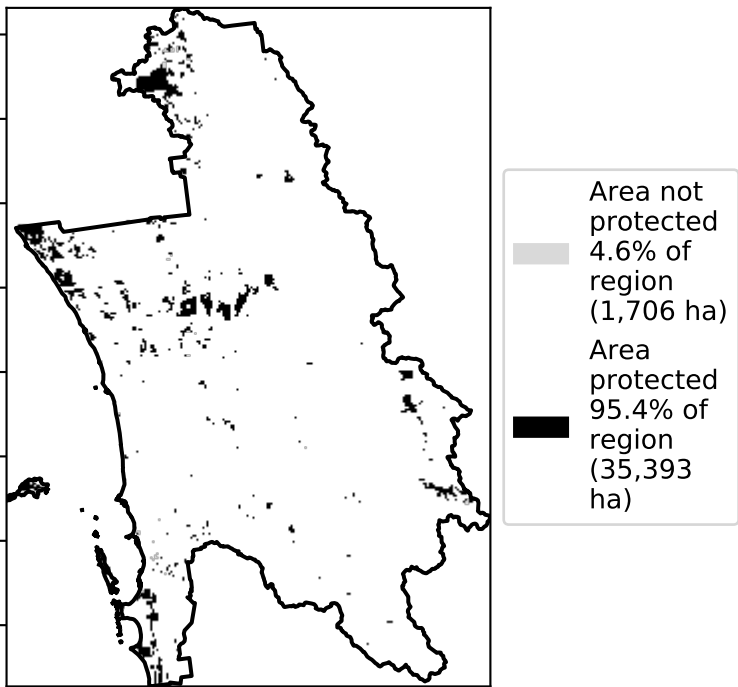 Area not
protected
4.6% of
region
(1,706 ha)
Area
protected
95.4% of
region
(35,393
ha)